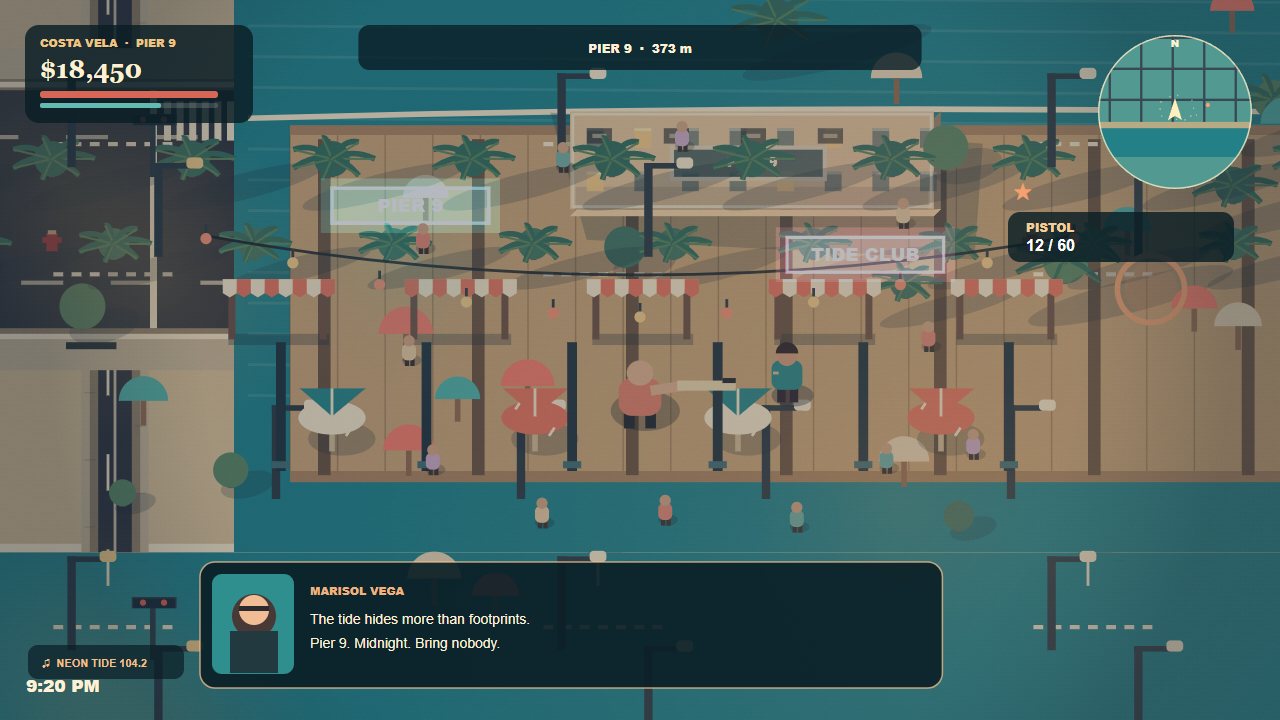 COSTA VELA · PIER 9
$18,450
PIER 9 · 373 m
N
PISTOL
12 / 60
PIER 9
TIDE CLUB
MARISOL VEGA
The tide hides more than footprints.
Pier 9. Midnight. Bring nobody.
♫ NEON TIDE 104.2
9:20 PM